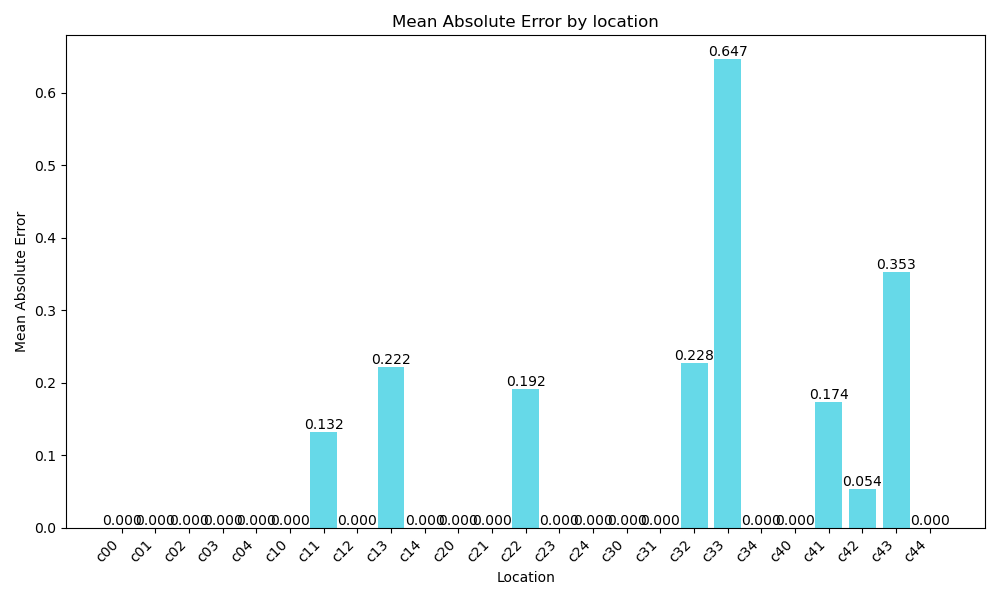 Mean Absolute Error by location
Mean Absolute Error
0.6
0.5
0.4
0.3
0.2
0.1
0.0
0.000 0.000 0.000 0.000 0.000 0.000 0.132 0.000 0.222 0.000 0.000 0.000 0.192 0.000 0.000 0.000 0.000 0.228 0.647 0.000 0.000 0.174 0.054 0.353 0.000
c00 c01 c02 c03 c04 c10 c11 c12 c13 c14 c20 c21 c22 c23 c24 c30 c31 c32 c33 c34 c40 c41 c42 c43 c44
Location